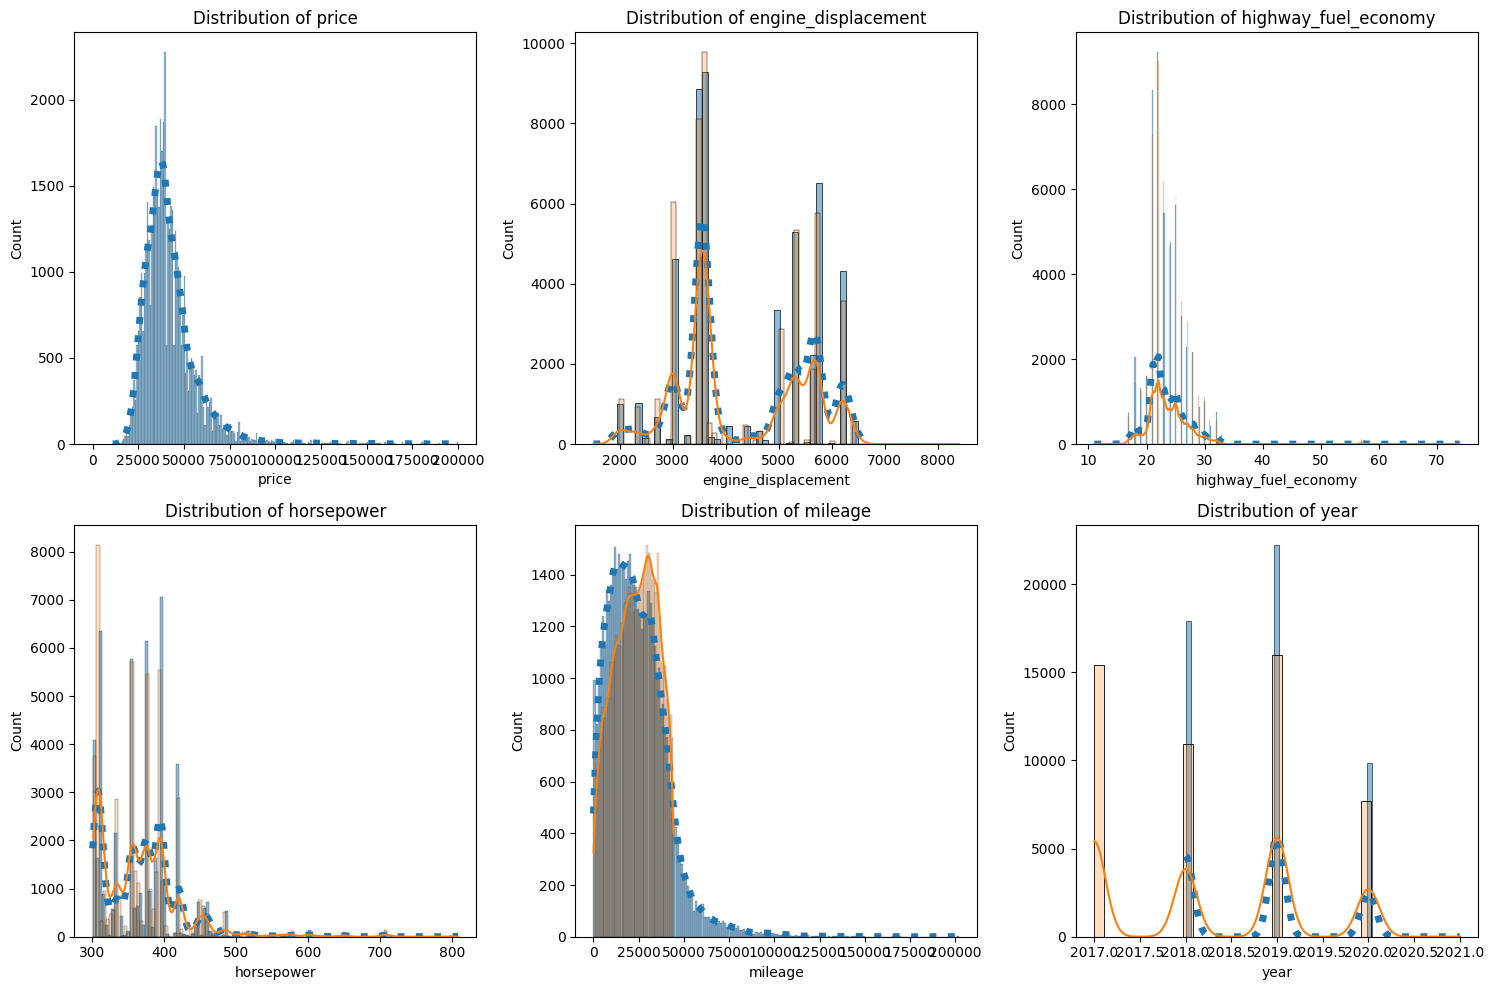 Distribution of price
Count
2000
1500
1000
500
0
0 25000 50000 75000 100000 125000 150000 175000 200000
price
Distribution of engine_displacement
Count
10000
8000
6000
4000
2000
0
2000 3000 4000 5000 6000 7000 8000
engine_displacement
Distribution of highway_fuel_economy
Count
8000
6000
4000
2000
0
10 20 30 40 50 60 70
highway_fuel_economy
Distribution of horsepower
Count
8000
7000
6000
5000
4000
3000
2000
1000
0
300 400 500 600 700 800
horsepower
Distribution of mileage
Count
1400
1200
1000
800
600
400
200
0
0 25000 50000 75000 100000 125000 150000 175000 200000
mileage
Distribution of year
Count
20000
15000
10000
5000
0
2017.0 2017.5 2018.0 2018.5 2019.0 2019.5 2020.0 2020.5 2021.0
year